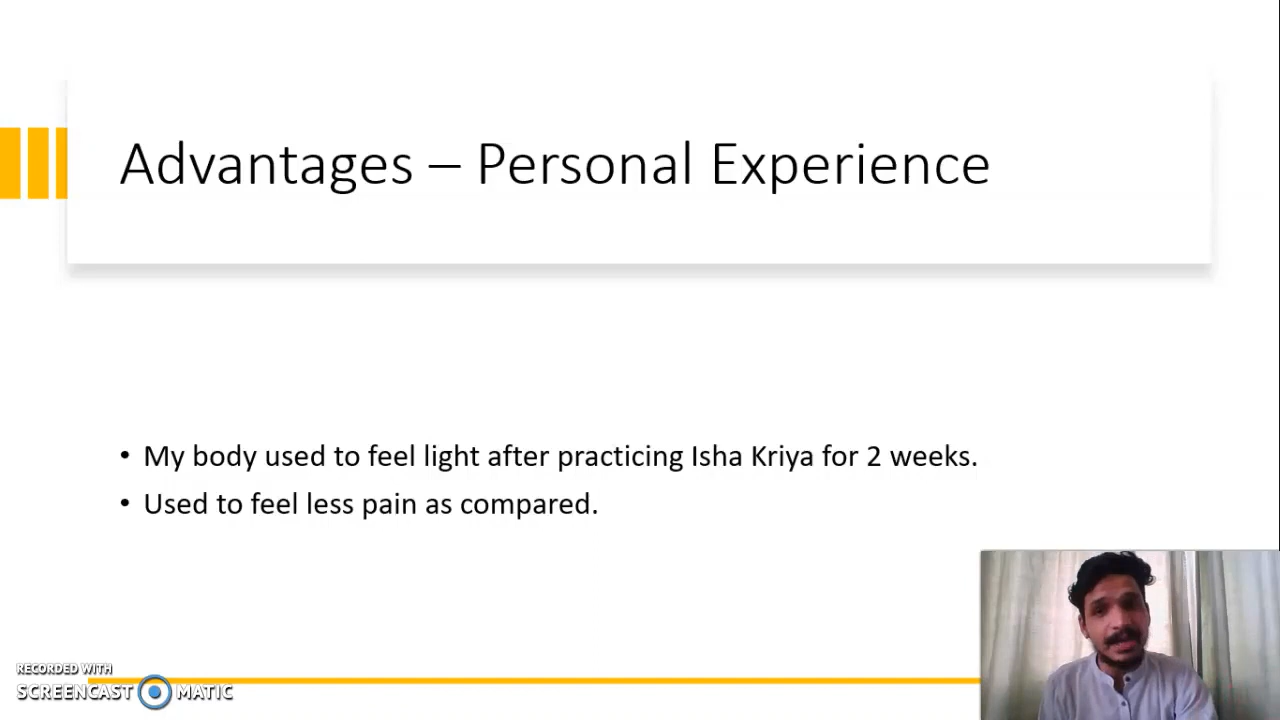 Advantages – Personal Experience
• My body used to feel light after practicing Isha Kriya for 2 weeks.
• Used to feel less pain as compared.
RECORDED WITH
SCREENCAST MATIC